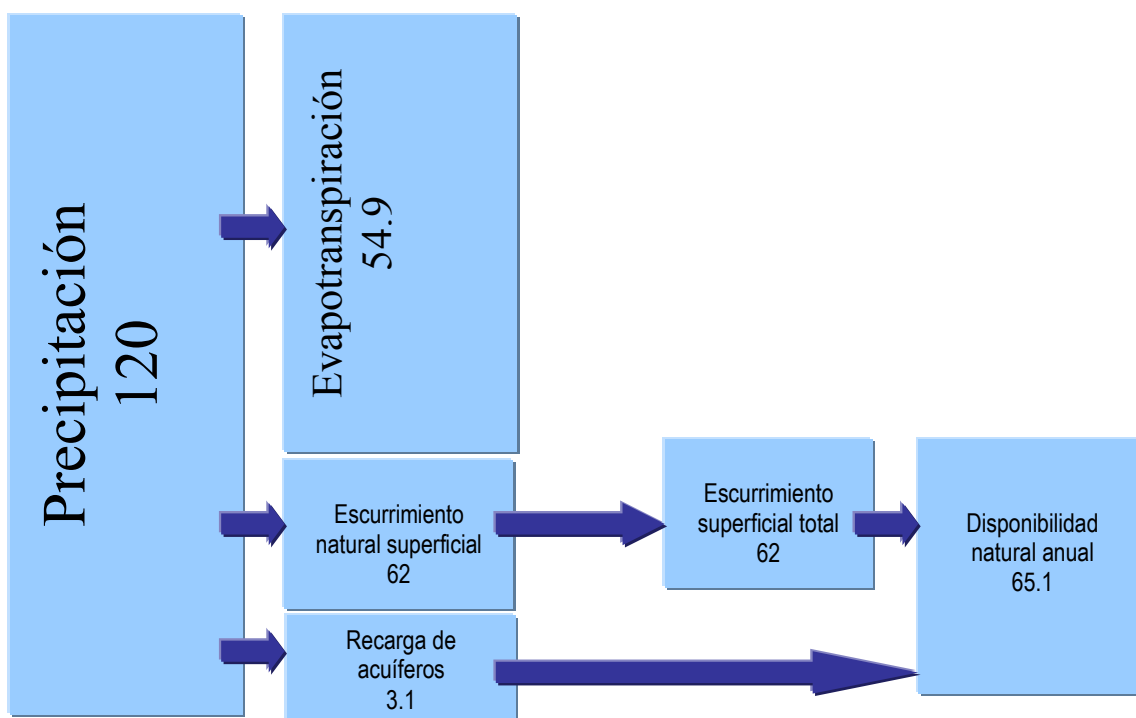 Precipitación
120
Evapotranspiración
54.9
Escurrimiento
natural superficial
62
Recarga de
acuíferos
3.1
Escurrimiento
superficial total
62
Disponibilidad
natural anual
65.1